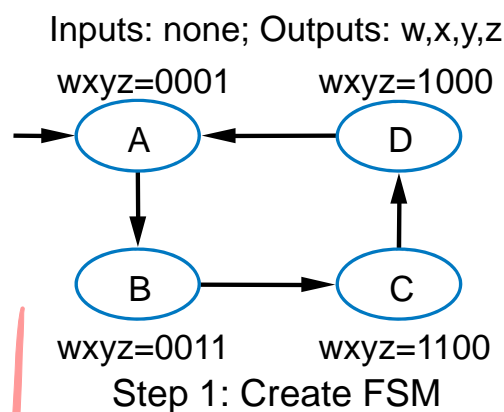 Inputs: none; Outputs: w,x,y,z
wxyz=0001 wxyz=1000
A D
B C
wxyz=0011 wxyz=1100
Step 1: Create FSM